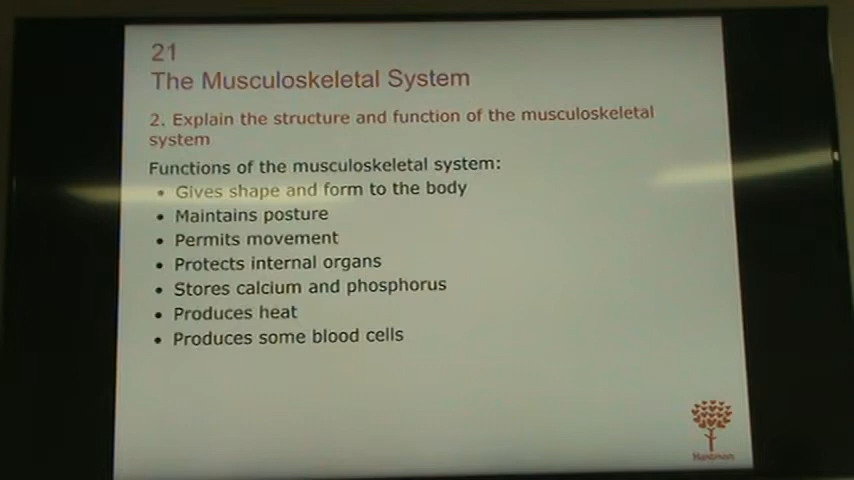 21
The Musculoskeletal System
2. Explain the structure and function of the musculoskeletal
system
Functions of the musculoskeletal system:
• Gives shape and form to the body
• Maintains posture
• Permits movement
• Protects internal organs
• Stores calcium and phosphorus
• Produces heat
• Produces some blood cells